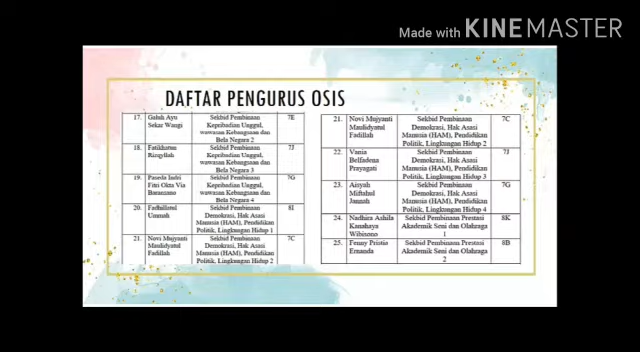 Made with KINEMASTER
DAFTAR PENGURUS OSIS
17. Galuh Ayu Sekbid Pembinaan 7E
Sekar Wangi Kepribadian Unggul,
wawasan Kebangsaan dan
Bela Negara 2
18. Fatikhatun Sekbid Pembinaan 7J
Rizqyllah Kepribadian Unggul,
wawasan Kebangsaan dan
Bela Negara 3
19. Indri Sekbid Pembinaan 7G
Fitri Okta Via Kepribadian Unggul,
wawasan Kebangsaan dan
Bela Negara 4
20. Fadhillatul Sekbid Pembinaan 8I
Ummah Demokrasi, Hak Asasi
Manusia (HAM), Pendidikan
Politik, Lingkungan Hidup 1
21. Novi Mujyanti Sekbid Pembinaan 7C
Maulidyatul Demokrasi, Hak Asasi
Fadillah Manusia (HAM), Pendidikan
Politik, Lingkungan Hidup 2
21. Novi Mujyanti Sekbid Pembinaan 7C
Maulidyatul Demokrasi, Hak Asasi
Fadillah Manusia (HAM), Pendidikan
Politik, Lingkungan Hidup 2
22. Vania Sekbid Pembinaan 7J
Belfadena Demokrasi, Hak Asasi
Prayagati Manusia (HAM), Pendidikan
Politik, Lingkungan Hidup 3
23. Aisyah Sekbid Pembinaan 7G
Miftahul Demokrasi, Hak Asasi
Jannah Manusia (HAM), Pendidikan
Politik, Lingkungan Hidup 4
24. Nadhira Ashila Sekbid Pembinaan Prestasi 8K
Kanahaya Akademik Seni dan Olahraga
Wibisono 1
25. Fenny Pristia Sekbid Pembinaan Prestasi 8B
Ernanda Akademik Seni dan Olahraga
2